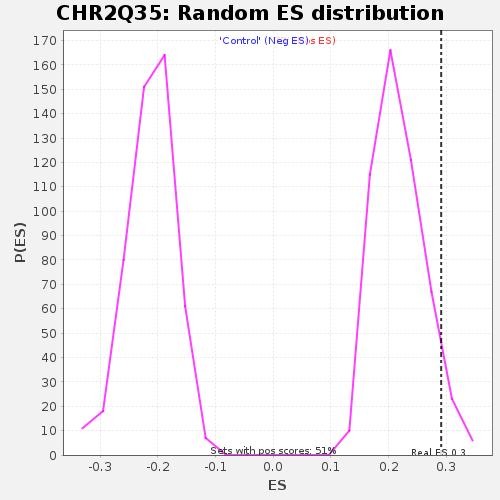 CHR2Q35: Random ES distribution
'Control' (Neg ES) s ES)
170
160
150
140
130
120
110
100
90
80
70
60
50
40
30
20
10
0
P(ES)
Sets with pos scores: 51%
Real ES 0.3
-0.3 -0.2 -0.1 0.0 0.1 0.2 0.3
ES